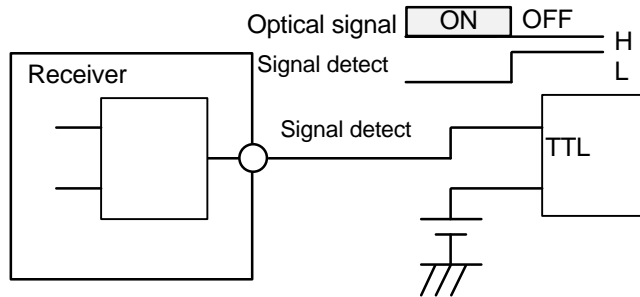 Optical signal ON OFF
Signal detect H
L
Receiver
Signal detect
TTL